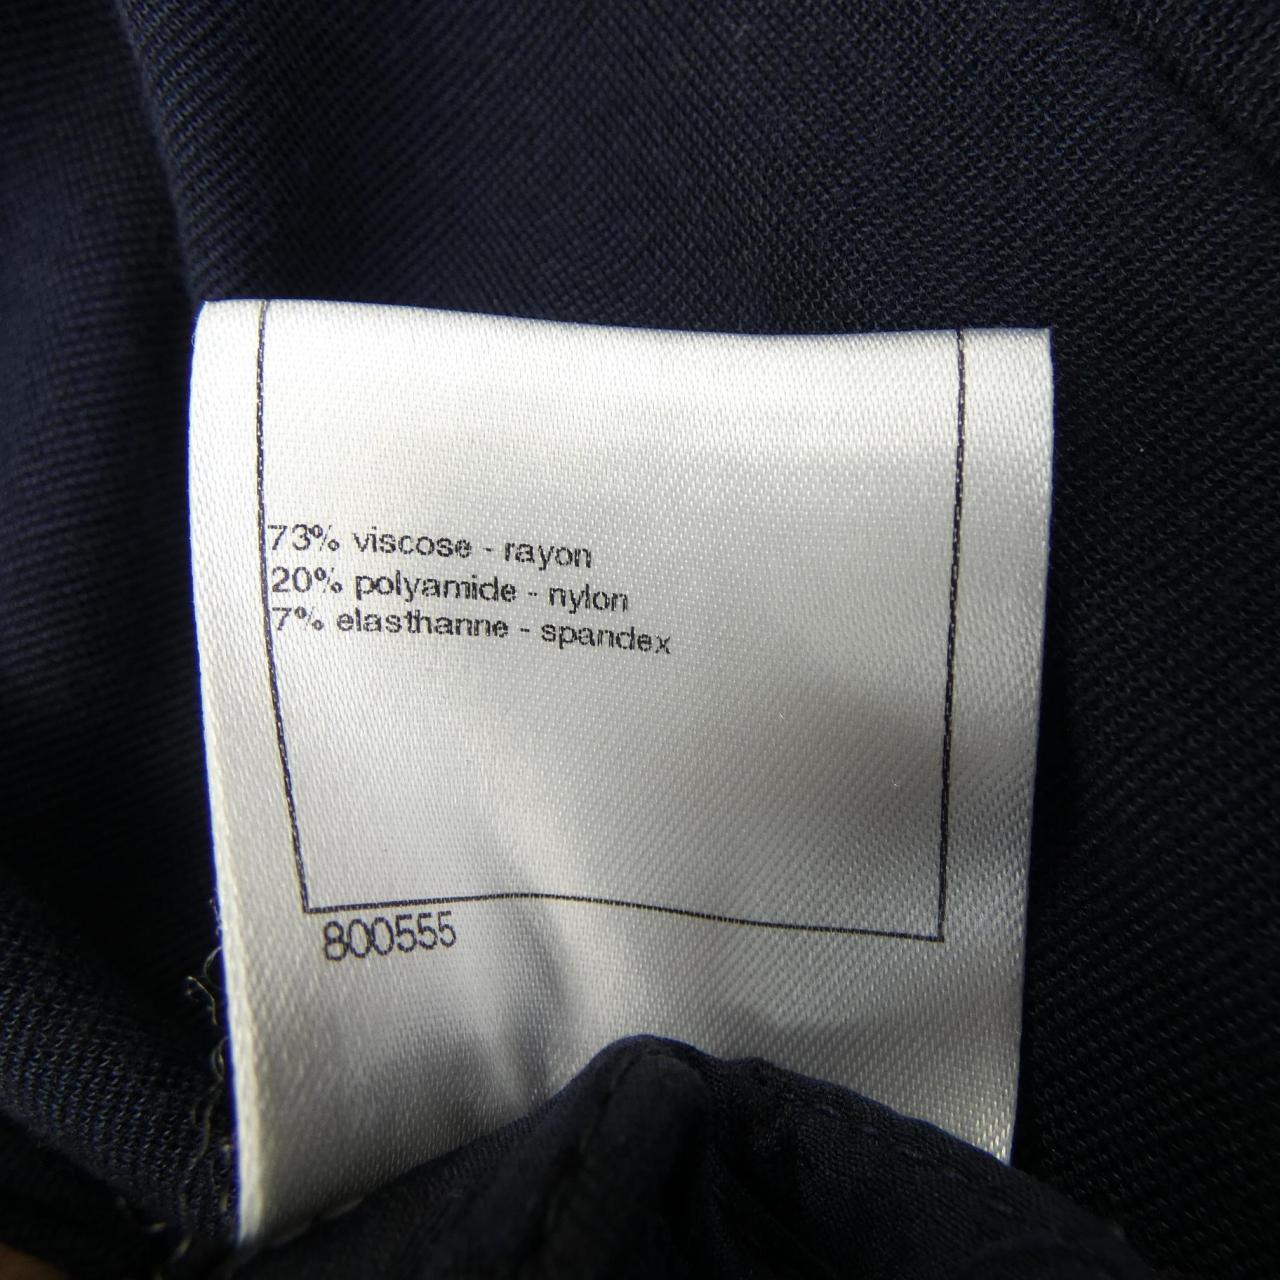 73% viscose - rayon
20% polyamide - nylon
7% elasthanne - spandex
800555